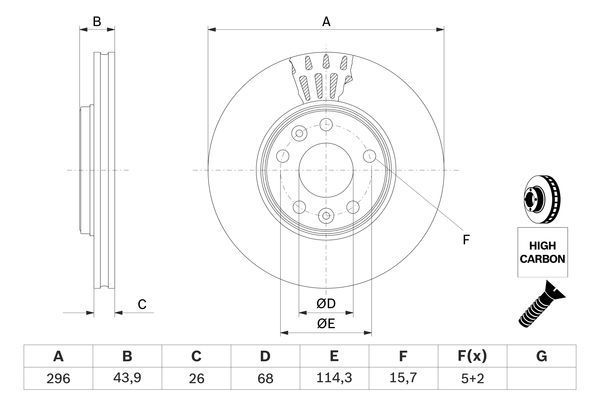 B
A
F
C
ØD
ØE
HIGH
CARBON
A B C D E F F(x) G
296 43,9 26 68 114,3 15,7 5+2